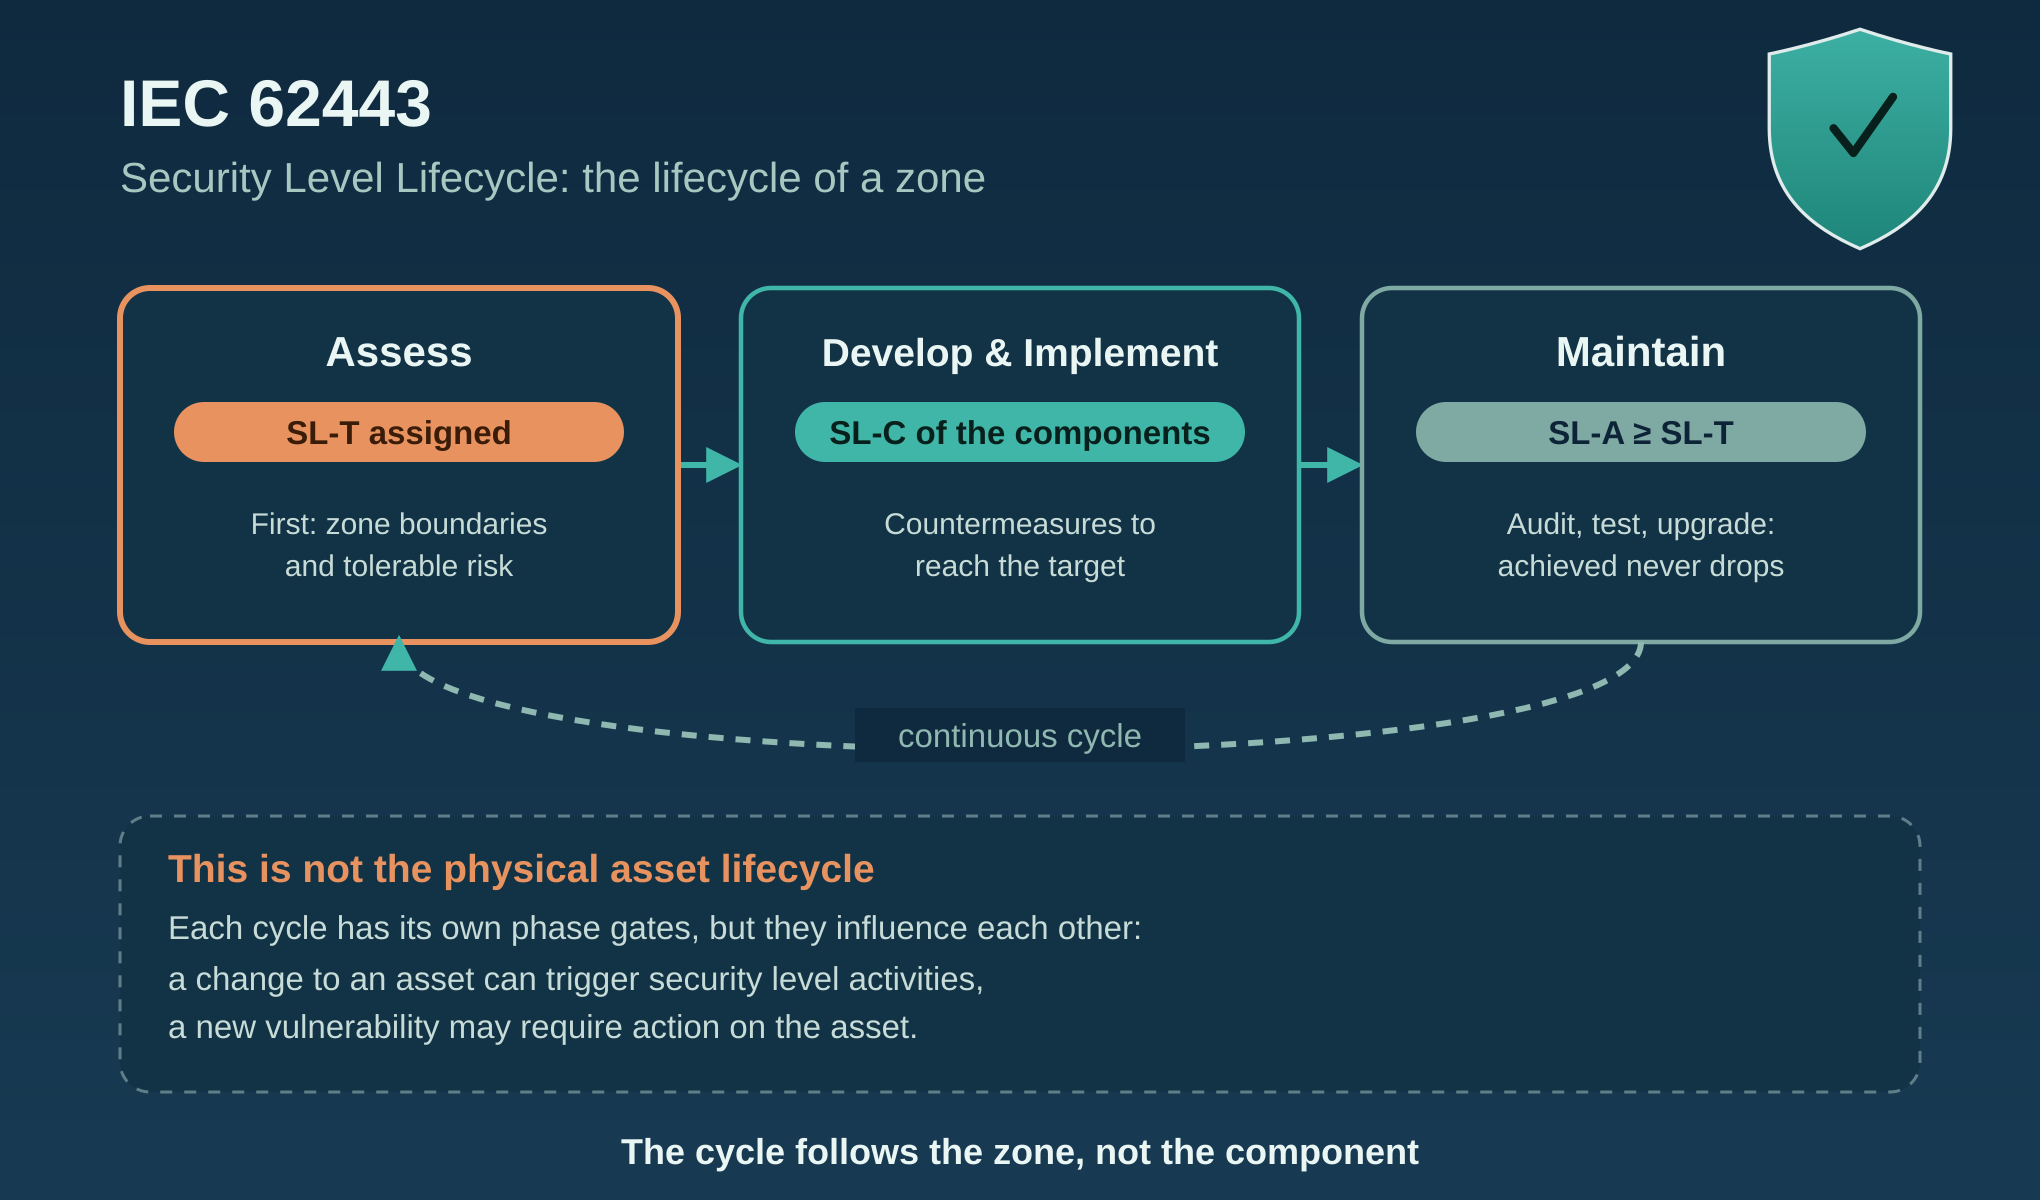 IEC 62443
Security Level Lifecycle: the lifecycle of a zone
Assess
SL-T assigned
First: zone boundaries
and tolerable risk
Develop & Implement
SL-C of the components
Countermeasures to
reach the target
Maintain
SL-A ≥ SL-T
Audit, test, upgrade:
achieved never drops
continuous cycle
This is not the physical asset lifecycle
Each cycle has its own phase gates, but they influence each other:
a change to an asset can trigger security level activities,
a new vulnerability may require action on the asset.
The cycle follows the zone, not the component